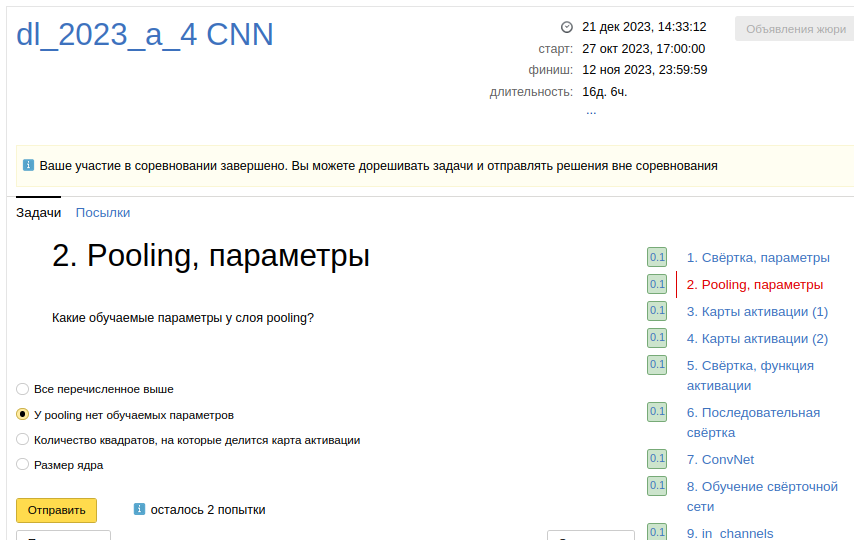 dl_2023_a_4 CNN
21 дек 2023, 14:33:12
старт: 27 окт 2023, 17:00:00
финиш: 12 ноя 2023, 23:59:59
длительность: 16д. 6ч.
...
Объявления жюри
Ваше участие в соревновании завершено. Вы можете дорешивать задачи и отправлять решения вне соревнования
Задачи Посылки
2. Pooling, параметры
Какие обучаемые параметры у слоя pooling?
Все перечисленное выше
У pooling нет обучаемых параметров
Количество квадратов, на которые делится карта активации
Размер ядра
Отправить
осталось 2 попытки
0.1 1. Свёртка, параметры
0.1 2. Pooling, параметры
0.1 3. Карты активации (1)
0.1 4. Карты активации (2)
0.1 5. Свёртка, функция
активации
0.1 6. Последовательная
свёртка
0.1 7. ConvNet
0.1 8. Обучение свёрточной
сети
0.1 9. in_channels